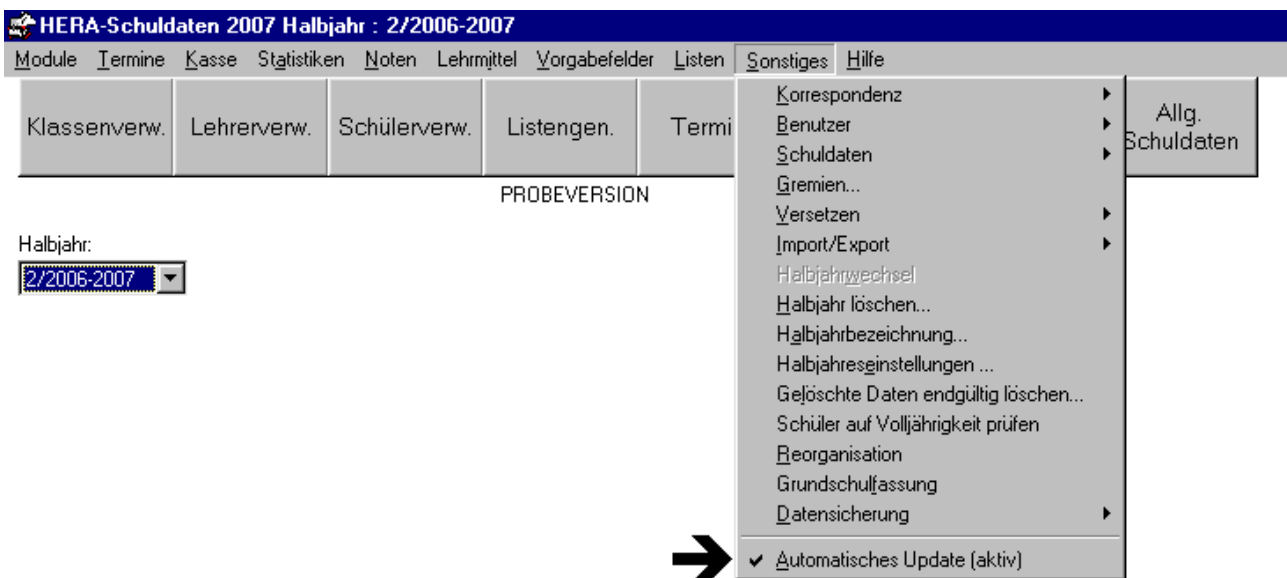 HERA-Schuldaten 2007 Halbjahr : 2/2006-2007
Module Termine Kasse Statistiken Noten Lehrmittel Vorgabefelder Listen Sonstiges Hilfe
Klassenverw. Lehrerverw. Schülerverw. Listengen. Termi Allg. Schuldaten
PROBEVERSION
Halbjahr:
2/2006-2007
Korrespondenz
Benutzer
Schuldaten
Gremien...
Versetzen
Import/Export
Halbjahrwechsel
Halbjahr löschen...
Halbjahrbezeichnung...
Halbjahreseinstellungen ...
Gelöschte Daten endgültig löschen...
Schüler auf Volljährigkeit prüfen
Reorganisation
Grundschulfassung
Datensicherung
Automatisches Update (aktiv)